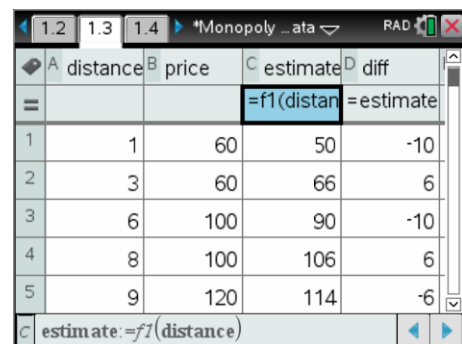 1.2 1.3 1.4 *Monopoly ...ata RAD
A distance B price C estimate D diff
= =f1(distan =estimate
1 1 60 50 -10
2 3 60 66 6
3 6 100 90 -10
4 8 100 106 6
5 9 120 114 -6
C estimate:=f1(distance)